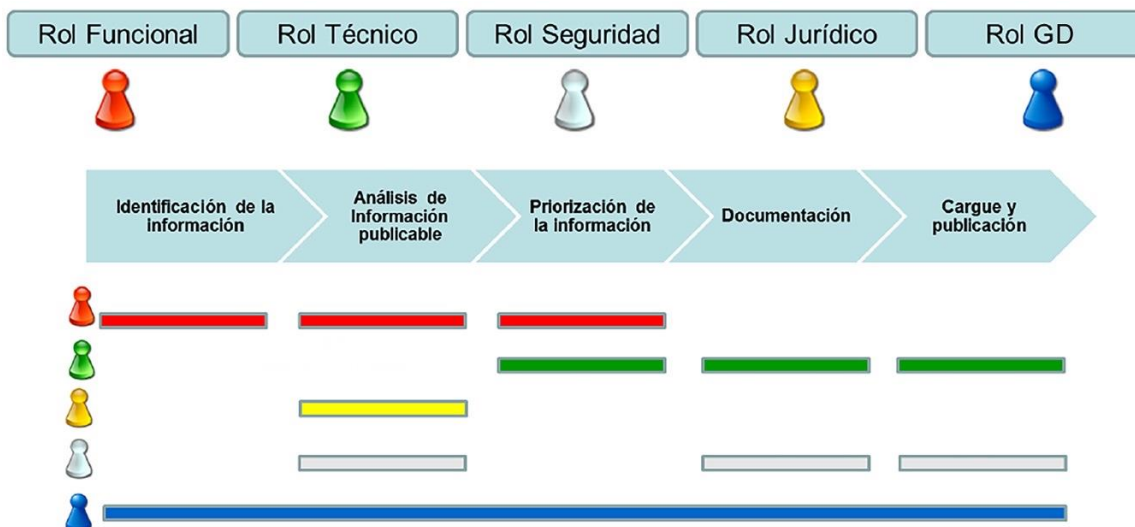 Rol Funcional
Rol Técnico
Rol Seguridad
Rol Jurídico
Rol GD
Identificación de la
información
Análisis de
Información
publicable
Priorización de
la información
Documentación
Cargue y
publicación